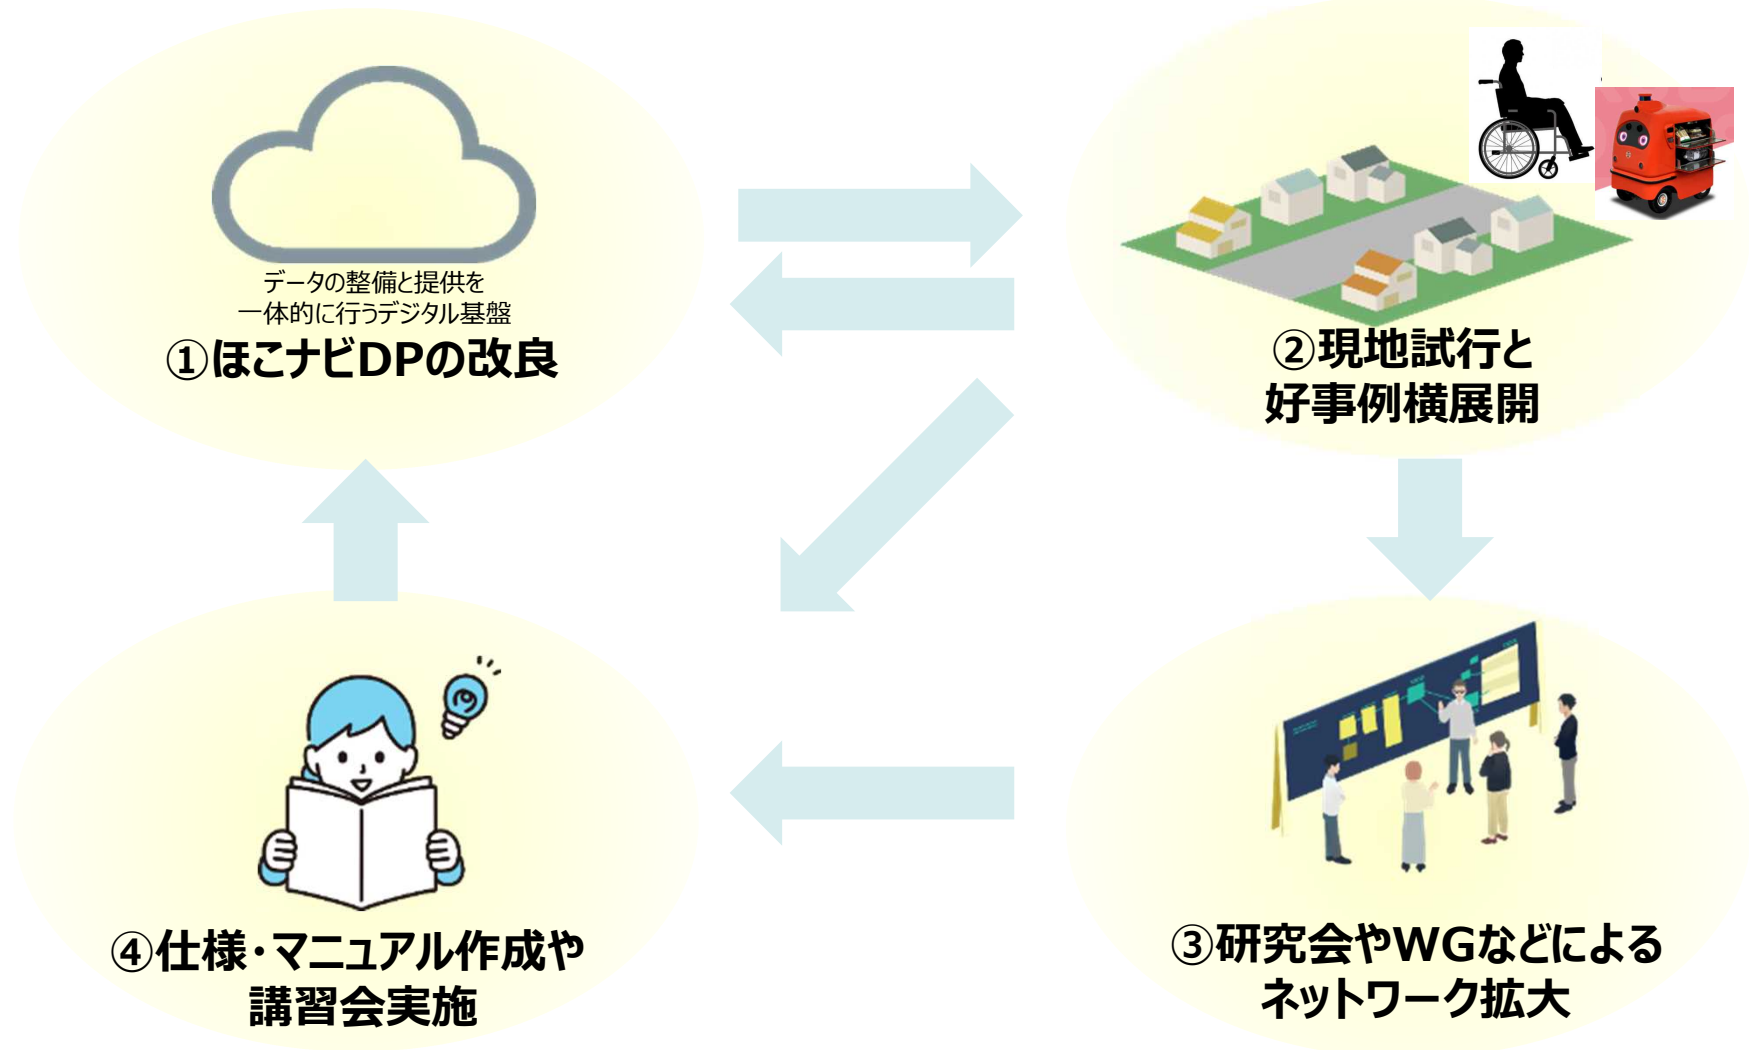 データの整備と提供を
一体的に行うデジタル基盤
①ほこナビDPの改良
②現地試行と
好事例横展開
③研究会やWGなどによる
ネットワーク拡大
④仕様・マニュアル作成や
講習会実施